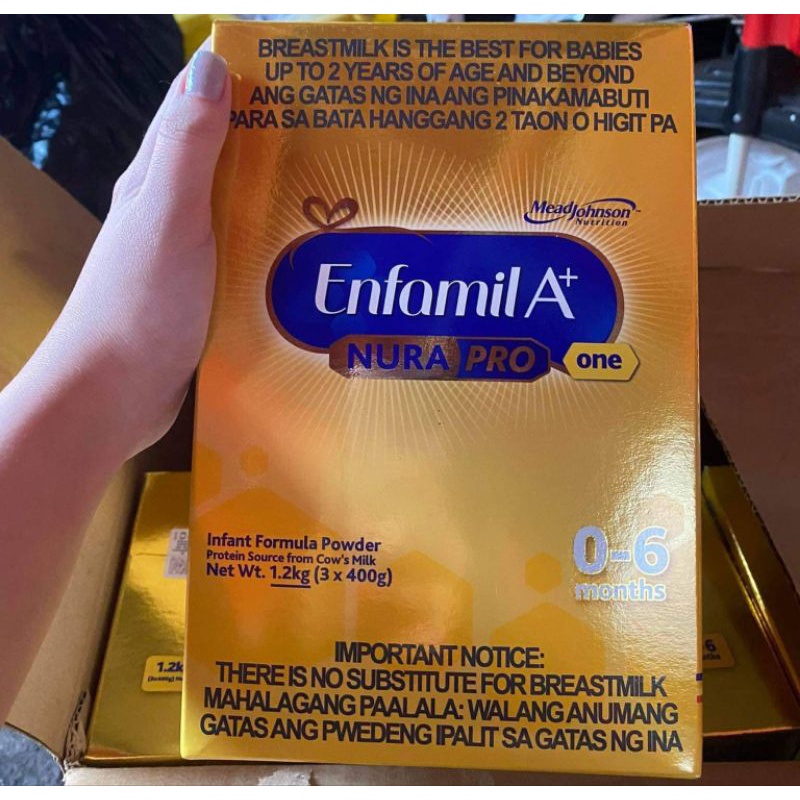 BREASTMILK IS THE BEST FOR BABIES
UP TO 2 YEARS OF AGE AND BEYOND
ANG GATAS NG INA ANG PINAKAMABUTI
PARA SA BATA HANGGANG 2 TAON O HIGIT PA
MeadJohnson™
Nutrition
Enfamil A+
NURA PRO one
Infant Formula Powder
Protein Source from Cow's Milk
Net Wt. 1.2kg (3 x 400g)
0-6
months
IMPORTANT NOTICE:
THERE IS NO SUBSTITUTE FOR BREASTMILK
MAHALAGANG PAALALA: WALANG ANUMANG
GATAS ANG PWEDENG IPALIT SA GATAS NG INA
1.2k